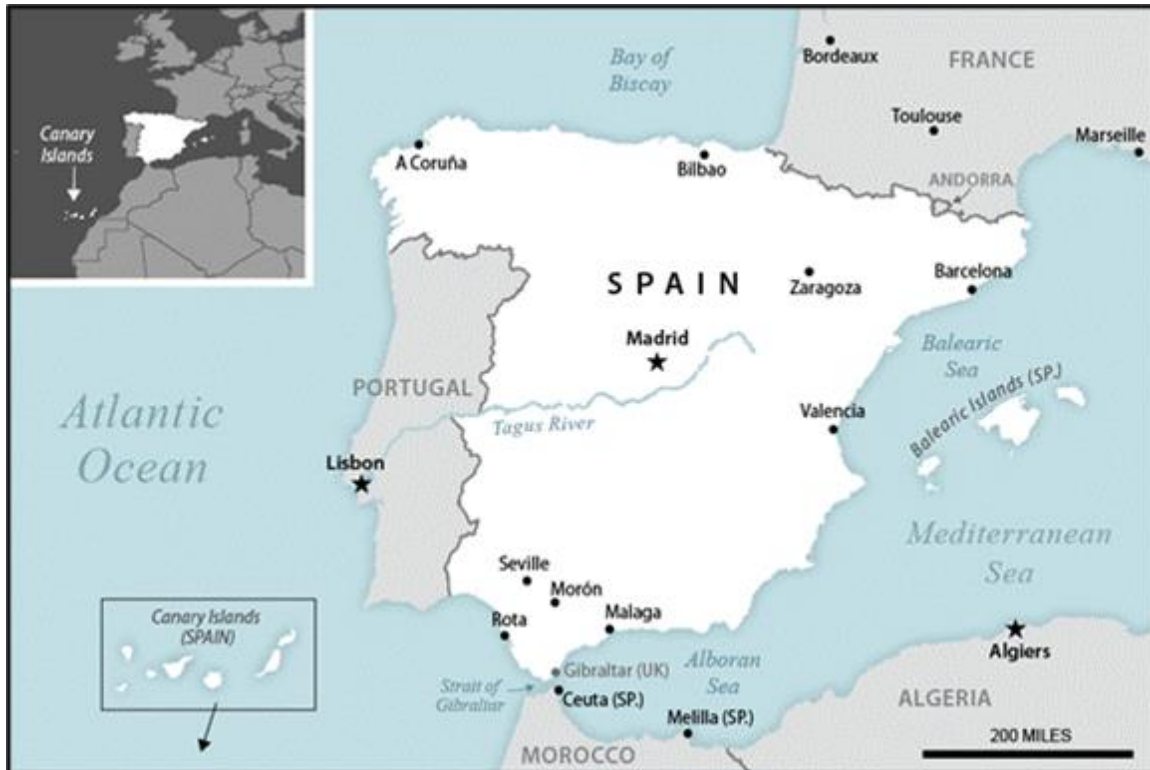 Canary
Islands
Bay of
Biscay
Bordeaux
FRANCE
Toulouse
Marseille
A Coruña
Bilbao
ANDORRA
SPAIN
Zaragoza
Barcelona
Madrid
Balearic
Sea
PORTUGAL
Balearic Islands (SP.)
Atlantic
Ocean
Tagus River
Valencia
Lisbon
Mediterranean
Sea
Seville
Morón
Canary Islands
(SPAIN)
Rota
Malaga
Algiers
Gibraltar (UK)
Alboran
Sea
Strait of
Gibraltar
Ceuta (SP.)
ALGERIA
Melilla (SP.)
MOROCCO
200 MILES